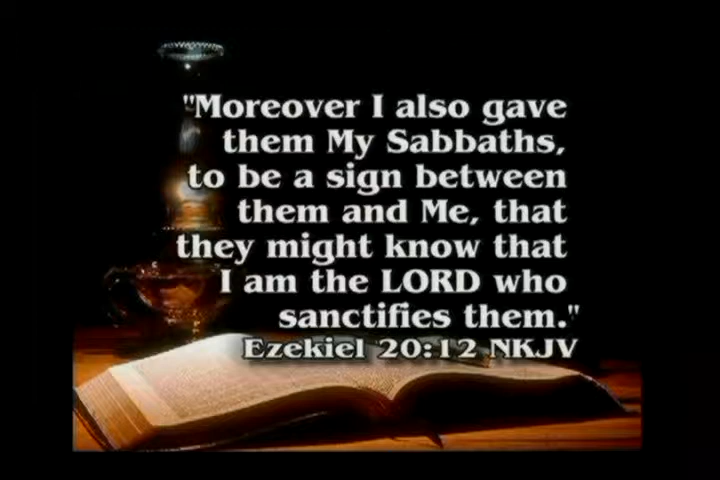 "Moreover I also gave
them My Sabbaths,
to be a sign between
them and Me, that
they might know that
I am the LORD who
sanctifies them."
Ezekiel 20:12 NKJV